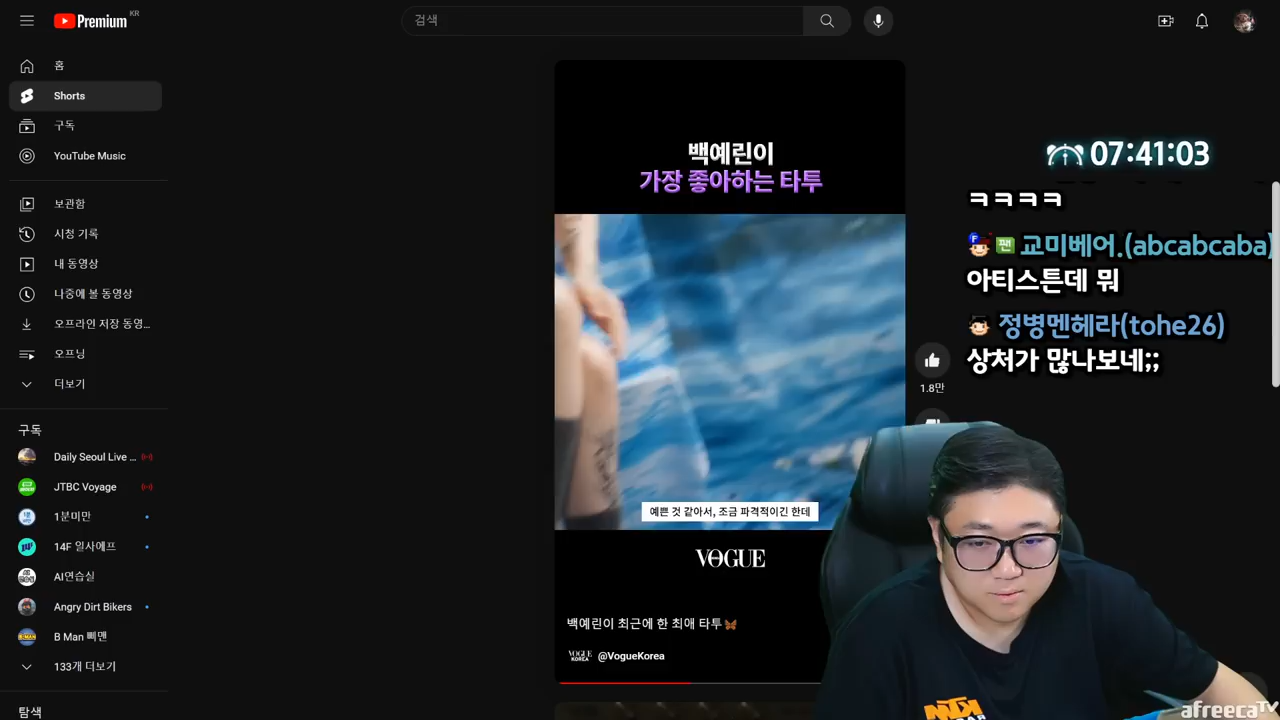 Premium KR
검색
홈
Shorts
구독
YouTube Music
보관함
시청 기록
내 동영상
나중에 볼 동영상
오프라인 저장 동영...
오프닝
더보기
구독
Daily Seoul Live ...
JTBC Voyage
1분미만
14F 일사에프
AI연습실
Angry Dirt Bikers
B Man 삐맨
133개 더보기
탐색
백예린이
가장 좋아하는 타투
예쁜 것 같아서, 조금 파격적이긴 한데
VOGUE
백예린이 최근에 한 최애 타투🦋
VOGUE KOREA @VogueKorea
1.8만
07:41:03
ㅋㅋㅋㅋ
F 팬 교미베어.(abcabcaba)
아티스튼데 뭐
정병멘헤라(tohe26)
상처가 많나보네;;
KTM
afreecaTV